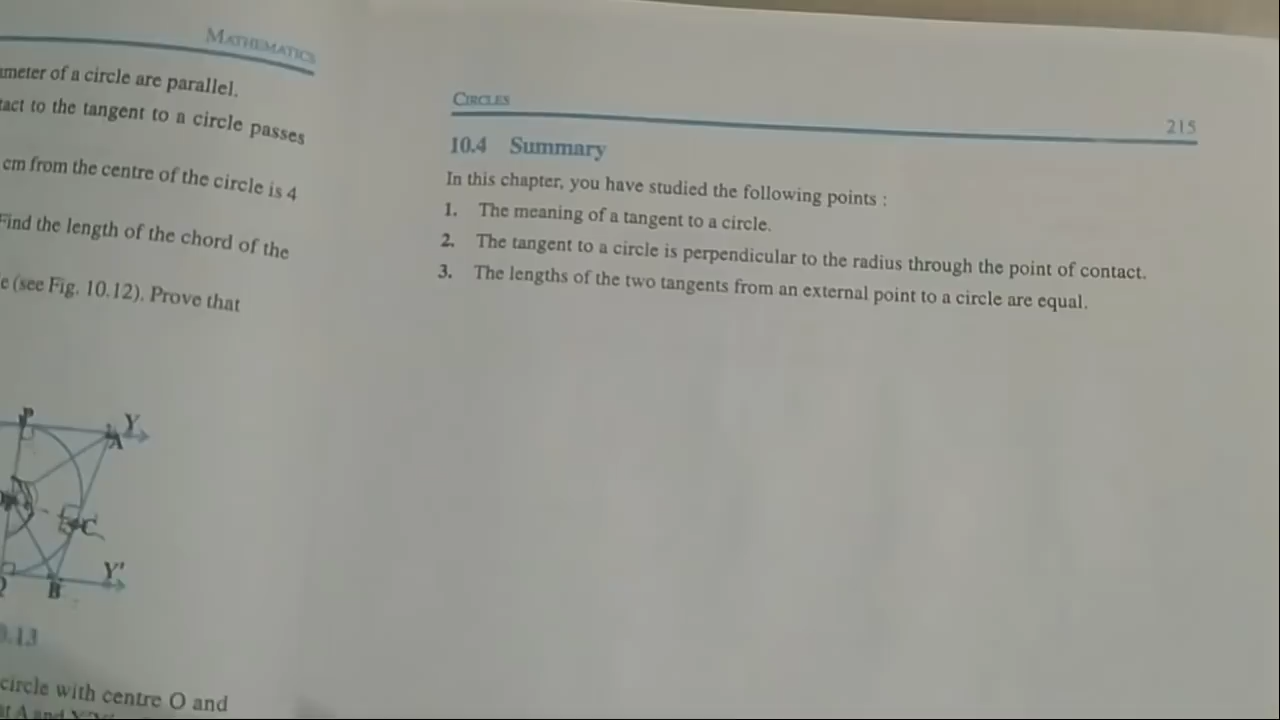 MATHEMATICS
ameter of a circle are parallel.
tact to the tangent to a circle passes
cm from the centre of the circle is 4
Find the length of the chord of the
e (see Fig. 10.12). Prove that
P
Y
A
C
Y'
B
.13
circle with centre O and
at A and
CIRCLES
215
10.4 Summary
In this chapter, you have studied the following points :
1. The meaning of a tangent to a circle.
2. The tangent to a circle is perpendicular to the radius through the point of contact.
3. The lengths of the two tangents from an external point to a circle are equal.